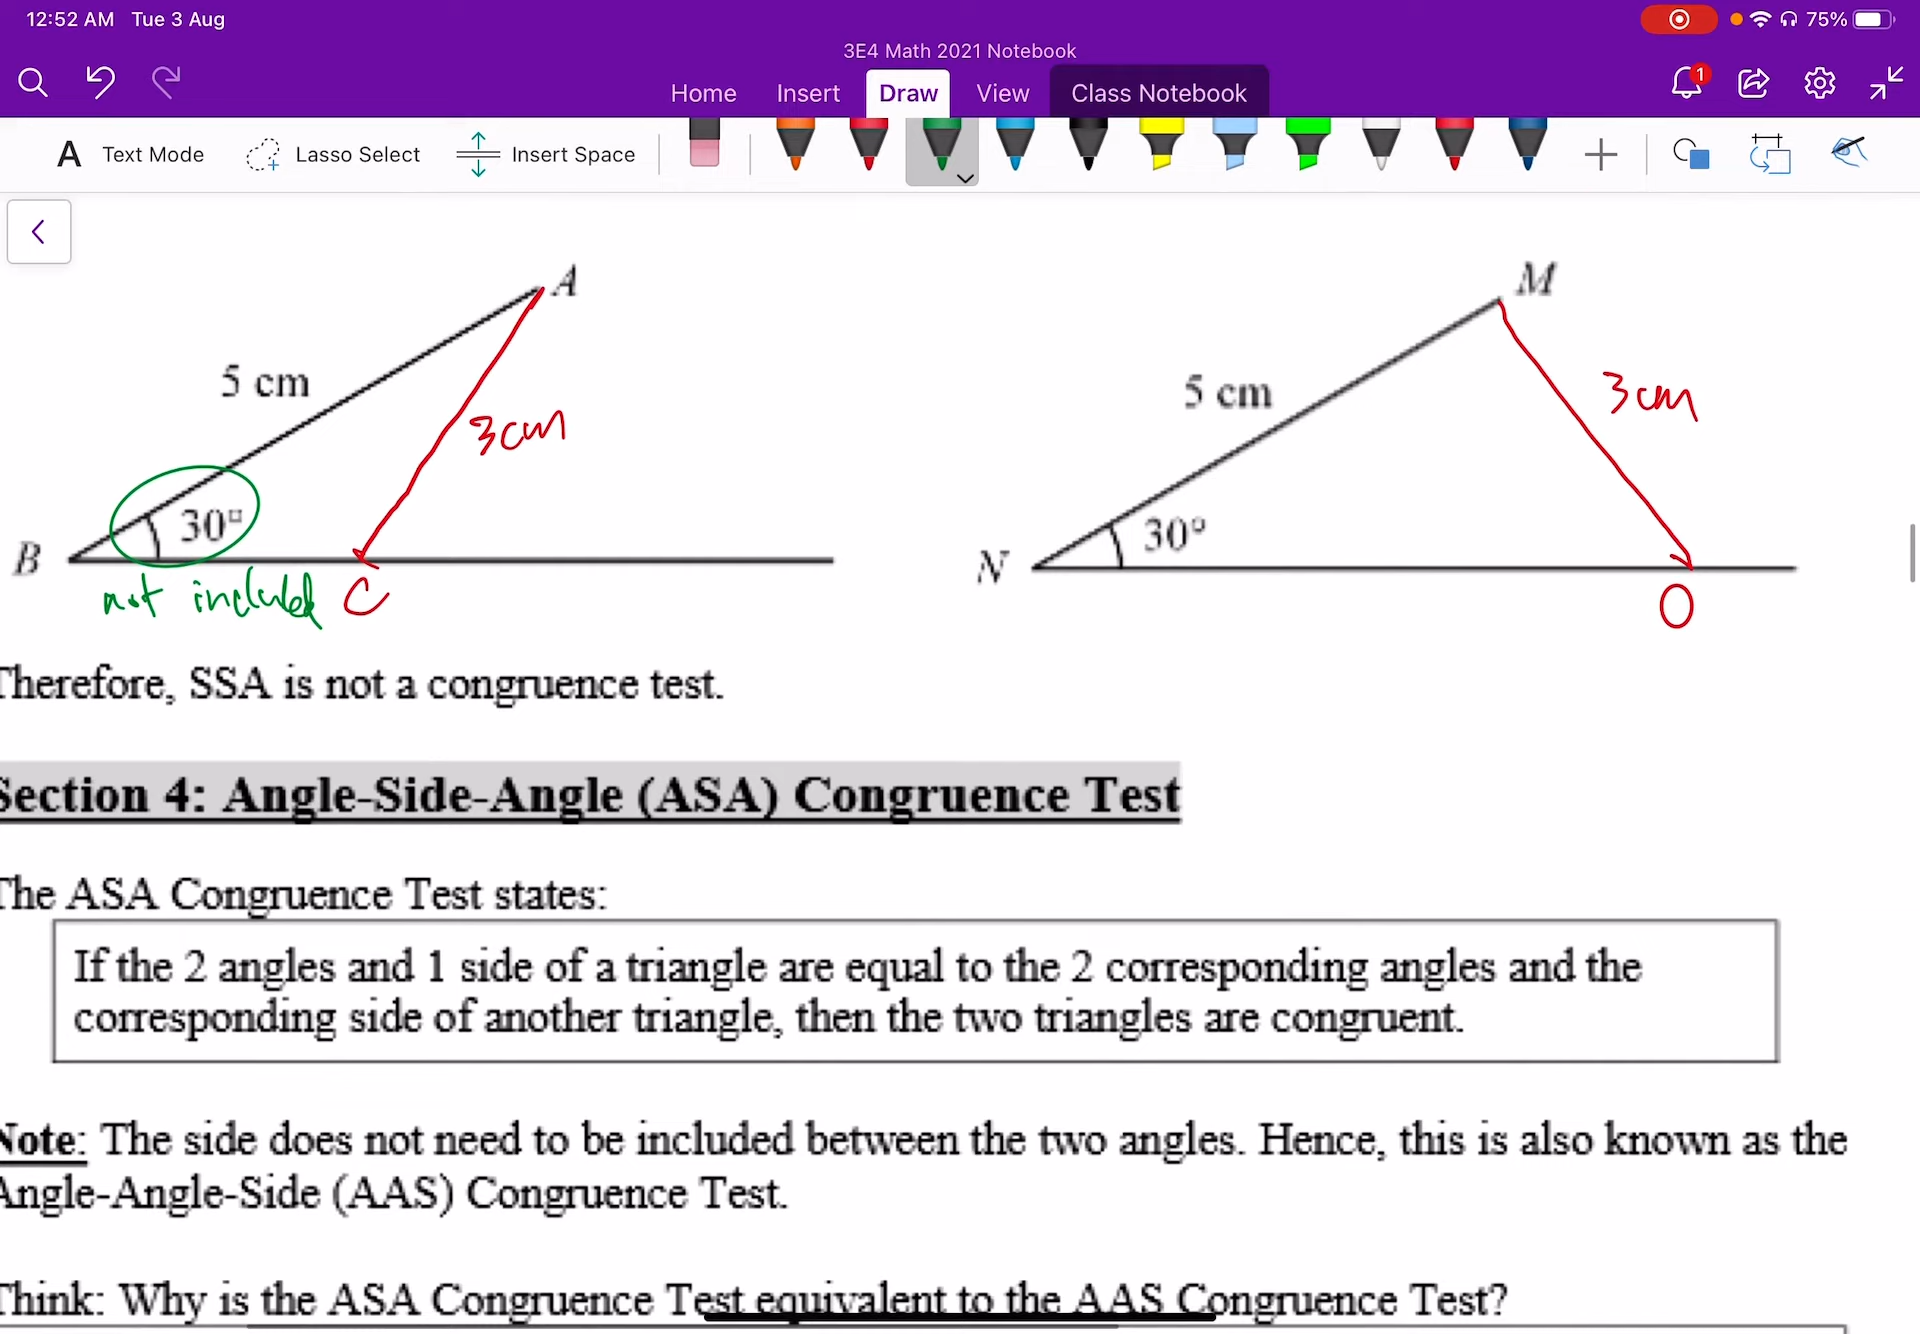 12:52 AM Tue 3 Aug
75%
3E4 Math 2021 Notebook
Home Insert Draw View Class Notebook
1
A Text Mode Lasso Select Insert Space
A
M
5 cm
3cm
5 cm
3cm
30°
30°
B
N
not included C
O
Therefore, SSA is not a congruence test.
Section 4: Angle-Side-Angle (ASA) Congruence Test
The ASA Congruence Test states:
If the 2 angles and 1 side of a triangle are equal to the 2 corresponding angles and the
corresponding side of another triangle, then the two triangles are congruent.
Note: The side does not need to be included between the two angles. Hence, this is also known as the
Angle-Angle-Side (AAS) Congruence Test.
Think: Why is the ASA Congruence Test equivalent to the AAS Congruence Test?